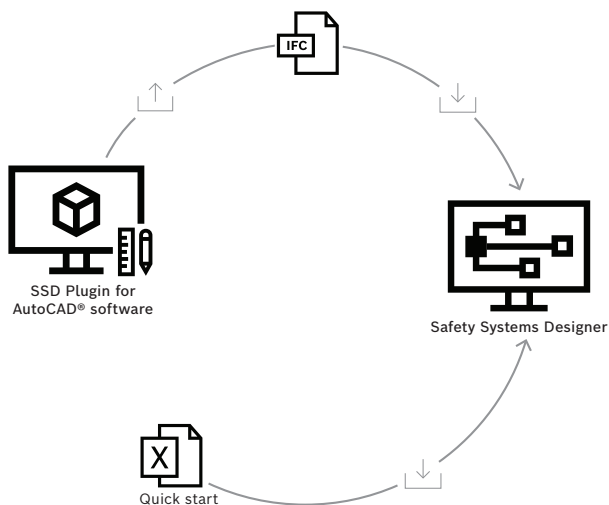 IFC
SSD Plugin for
AutoCAD® software
Safety Systems Designer
X
Quick start